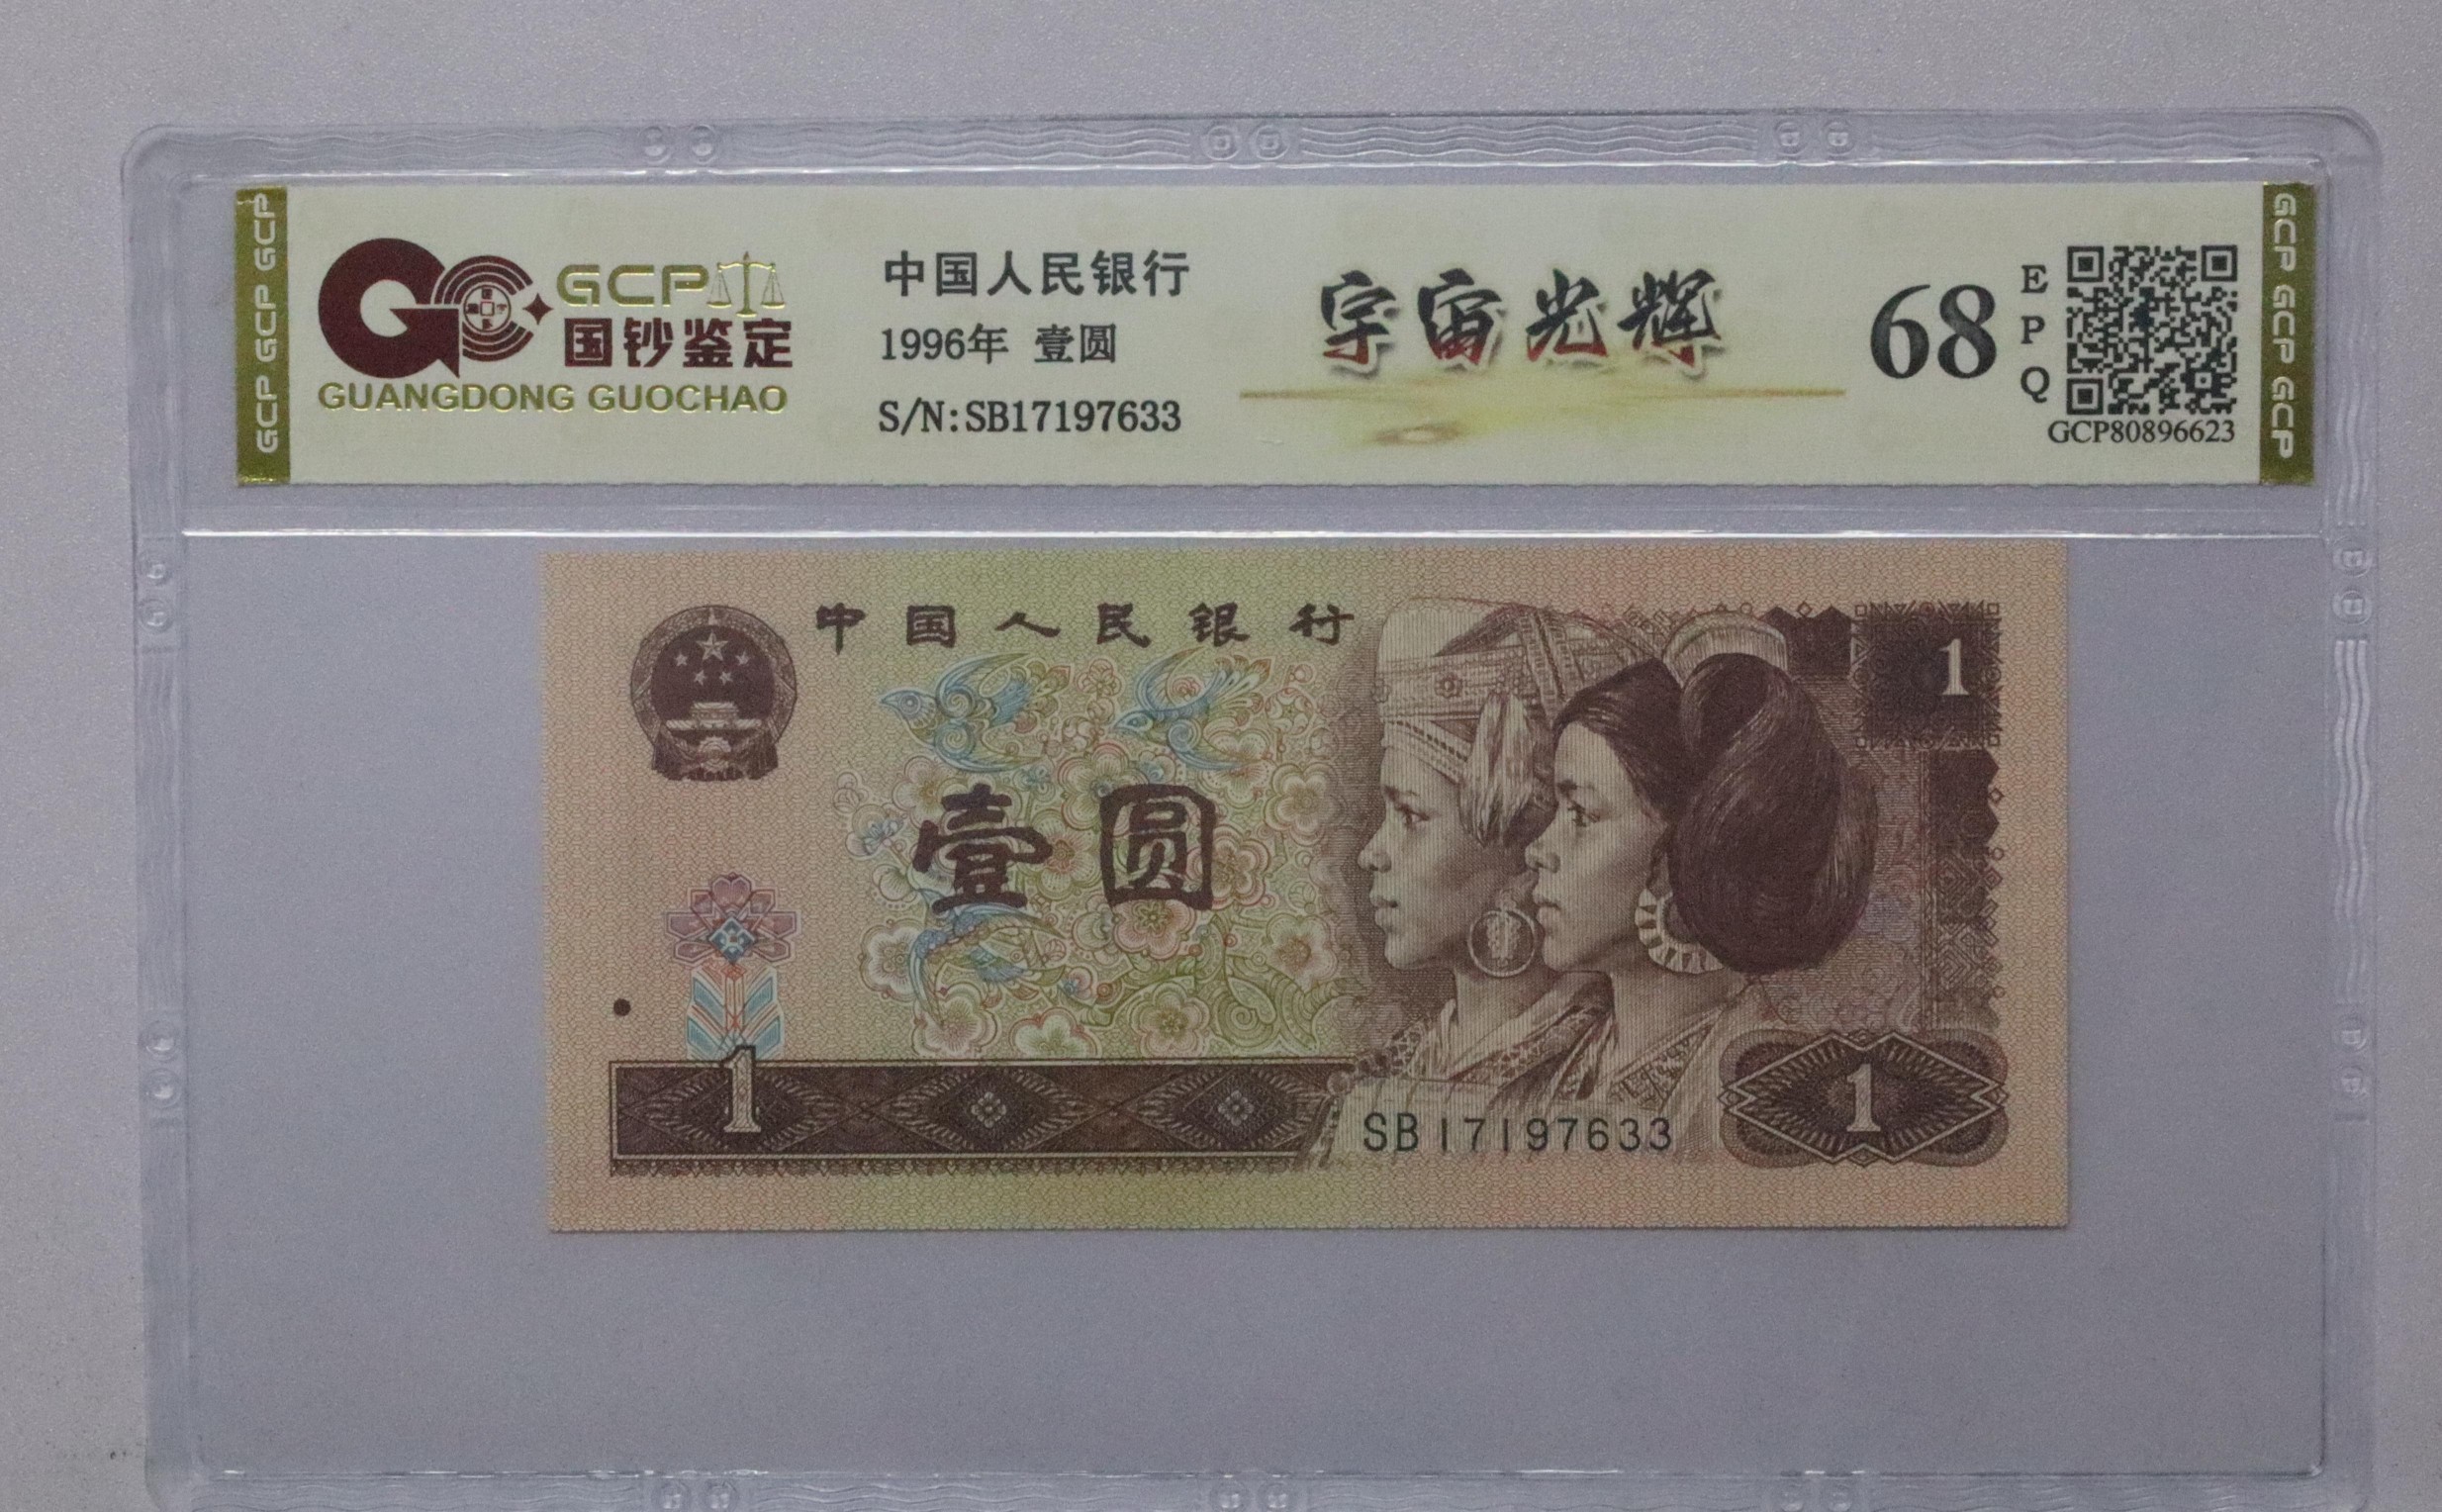 GCP GCP GCP
GCP
国钞鉴定
GUANGDONG GUOCHAO
中国人民银行
1996年 壹圆
S/N:SB17197633
宇宙光辉
68
EPQ
GCP80896623
GCP GCP GCP
中国人民银行
1
壹圆
1
SB17197633
1